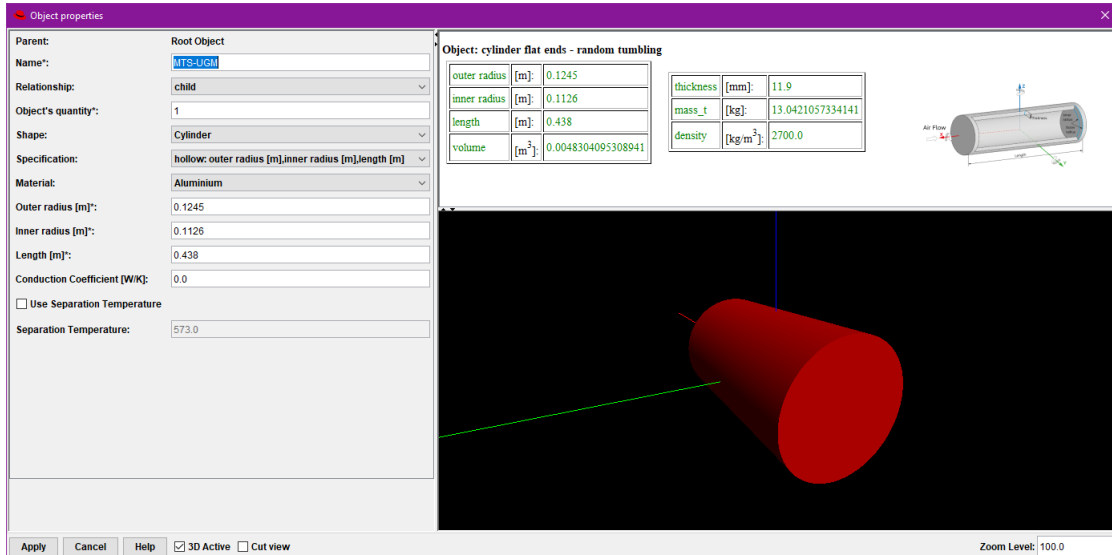 Object properties
Parent: Root Object
Name*: MTS-UGM
Relationship: child
Object's quantity*: 1
Shape: Cylinder
Specification: hollow: outer radius [m],inner radius [m],length [m]
Material: Aluminium
Outer radius [m]*: 0.1245
Inner radius [m]*: 0.1126
Length [m]*: 0.438
Conduction Coefficient [W/K]: 0.0
Use Separation Temperature
Separation Temperature: 573.0
Object: cylinder flat ends - random tumbling
outer radius [m]: 0.1245
inner radius [m]: 0.1126
length [m]: 0.438
volume [m³]: 0.0048304095308941
thickness [mm]: 11.9
mass_t [kg]: 13.0421057334141
density [kg/m³]: 2700.0
Air Flow
Length
Apply Cancel Help 3D Active Cut view Zoom Level: 100.0